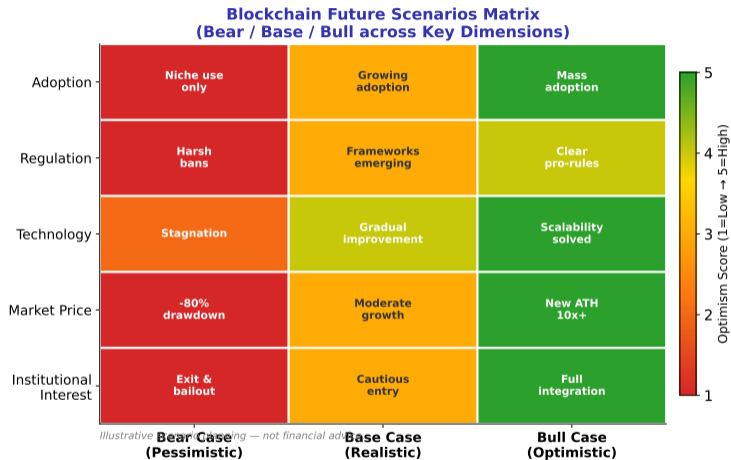 Blockchain Future Scenarios Matrix
(Bear / Base / Bull across Key Dimensions)
Adoption
Niche use
only
Growing
adoption
Mass
adoption
Regulation
Harsh
bans
Frameworks
emerging
Clear
pro-rules
Technology
Stagnation
Gradual
improvement
Scalability
solved
Market Price
-80%
drawdown
Moderate
growth
New ATH
10x+
Institutional
Interest
Exit &
bailout
Cautious
entry
Full
integration
Illustrative scenario planning — not financial advice
Bear Case
(Pessimistic)
Base Case
(Realistic)
Bull Case
(Optimistic)
5
4
3
2
1
Optimism Score (1=Low → 5=High)